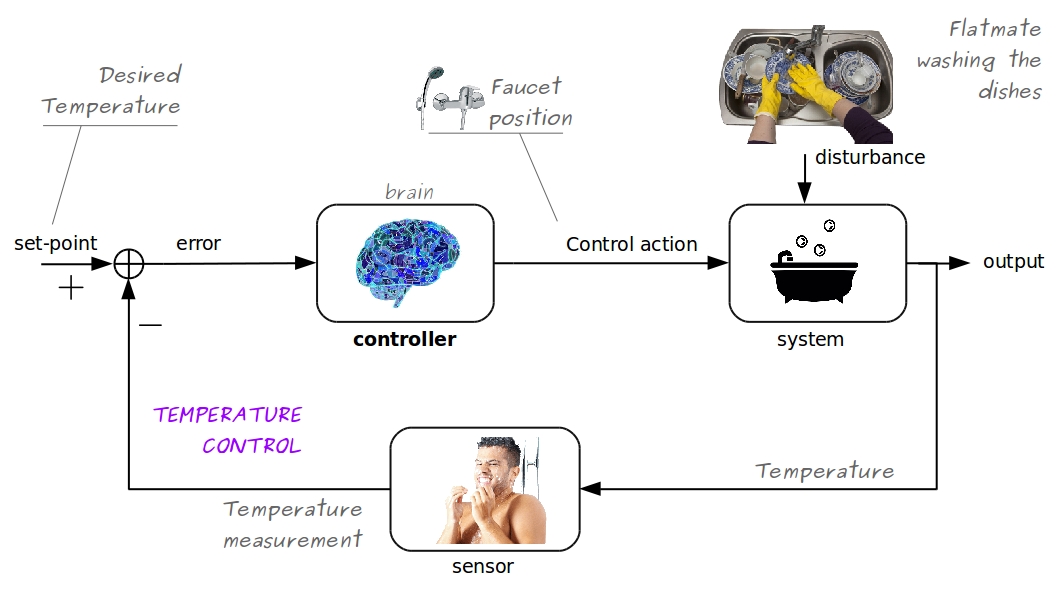 Flatmate
washing the
dishes
Desired
Temperature
Faucet
position
disturbance
brain
set-point
error
Control action
output
+
—
controller
system
TEMPERATURE
CONTROL
Temperature
Temperature
measurement
sensor